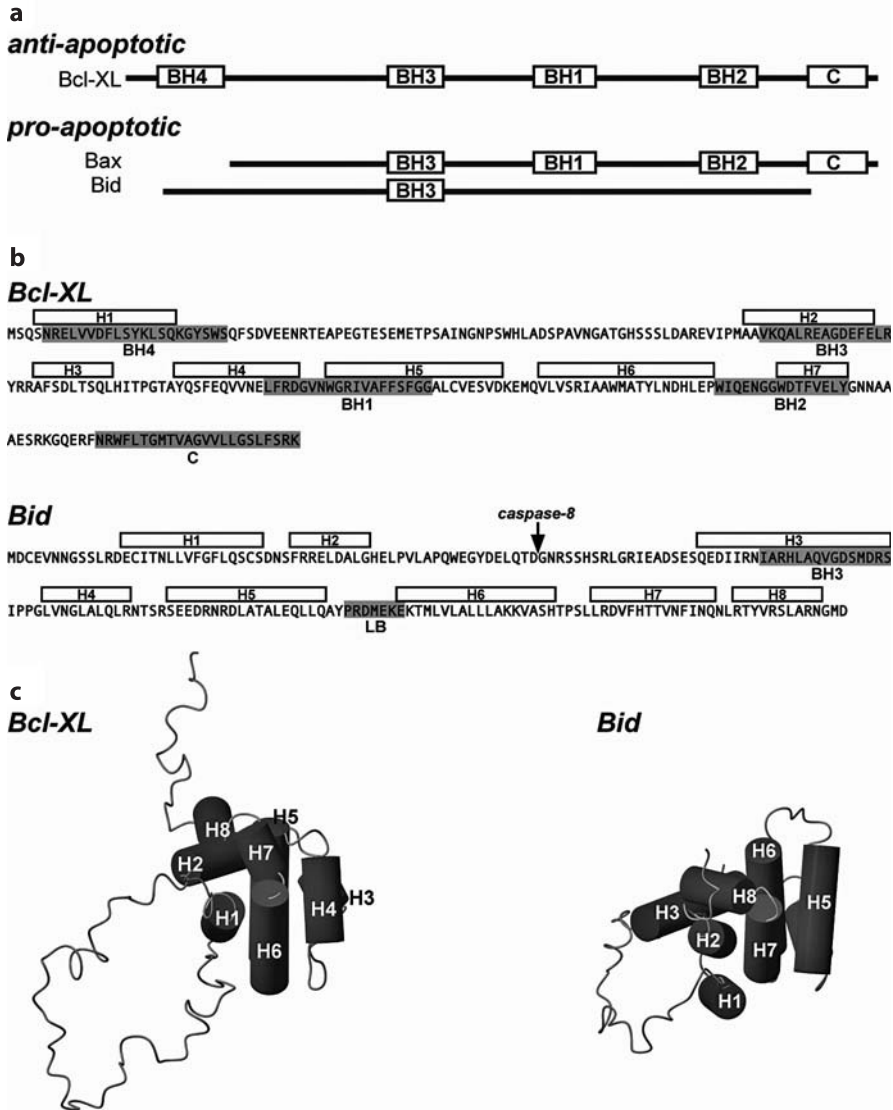 a
anti-apoptotic
Bcl-XL BH4 BH3 BH1 BH2 C
pro-apoptotic
Bax BH3 BH1 BH2 C
Bid BH3
b
Bcl-XL
H1 H2
MSQSNRELVVDFLSYKLSQKGYSWSQFSDVEENRTEAPEGTESEMETPSAINGNPSWHLADSPAVNGATGHSSSLDAREVIPMAAVKQALREAGDEFELR
BH4 BH3
H3 H4 H5 H6 H7
YRRAFSDLTSQLHITPGTAYQSFEQVVNELFRDGVNWGRIVAFFSFGGALCVESVDKEMQVLVSRIAAWMATYLNDHLEPWIQENGGWDTFVELYGNNAA
BH1 BH2
AESRKGQERFNRWFLTGMTVAGVVLLGSLFSRK
C
Bid
caspase-8
H1 H2 H3
MDCEVNNGSSLRDECITNLLVFGFLQSCSDNSFRRELDALGHELPVLAPQWEGYDELQTDGNRSSHSRLGRIEADSESQEDIIRNIARHLAQVGDSMDRS
BH3
H4 H5 H6 H7 H8
IPPGLVNGLALQLRNTSRSEEDRNRDLATALEQLLQAYPRDMEKEKTMLVLALLLAKKVASHTPSLLRDVFHTTVNFINQNLRTYVRSLARNGMD
LB
c
Bcl-XL
H5
H8
H7
H2
H3
H4
H1
H6
Bid
H6
H8
H5
H3
H2
H7
H1